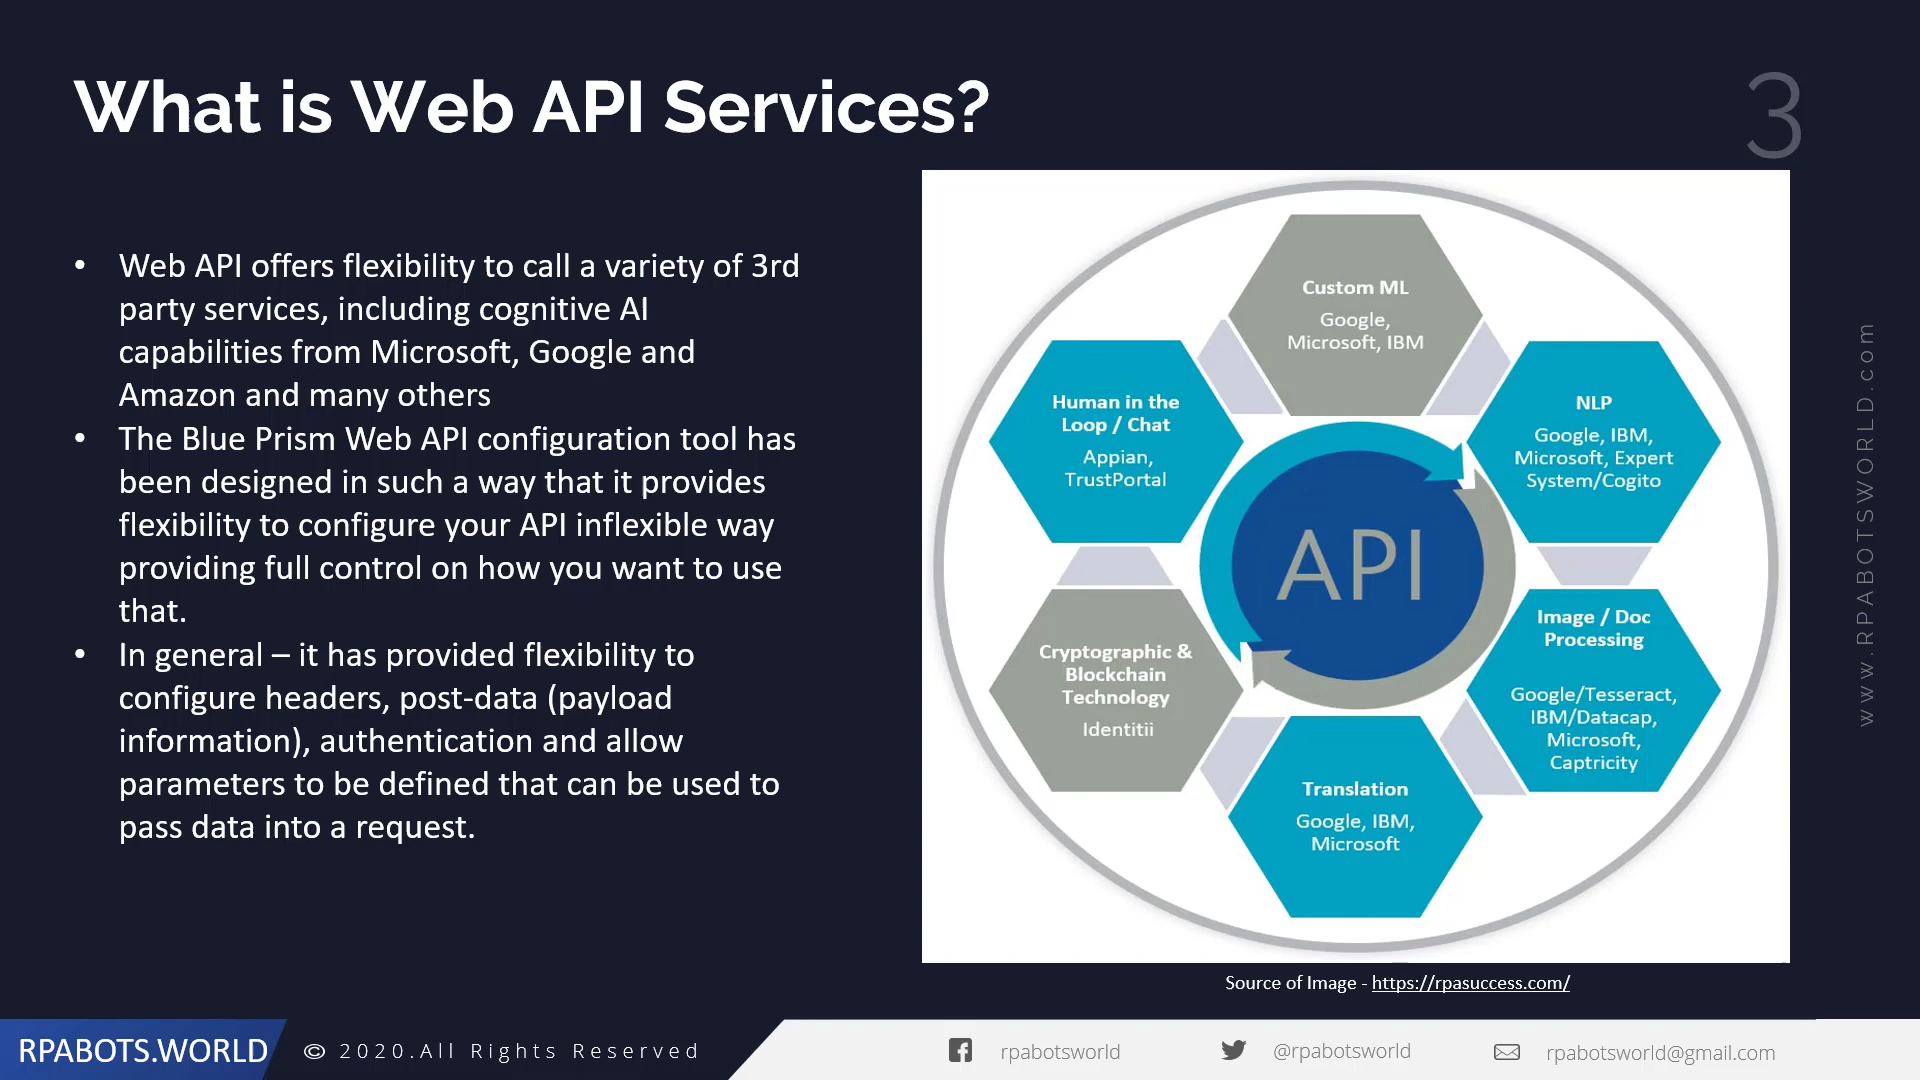 What is Web API Services?
3
• Web API offers flexibility to call a variety of 3rd
party services, including cognitive AI
capabilities from Microsoft, Google and
Amazon and many others
• The Blue Prism Web API configuration tool has
been designed in such a way that it provides
flexibility to configure your API inflexible way
providing full control on how you want to use
that.
• In general – it has provided flexibility to
configure headers, post-data (payload
information), authentication and allow
parameters to be defined that can be used to
pass data into a request.
Custom ML
Google,
Microsoft, IBM
Human in the
Loop / Chat
Appian,
TrustPortal
NLP
Google, IBM,
Microsoft, Expert
System/Cogito
API
Cryptographic &
Blockchain
Technology
Identitii
Image / Doc
Processing
Google/Tesseract,
IBM/Datacap,
Microsoft,
Captricity
Translation
Google, IBM,
Microsoft
Source of Image - https://rpasuccess.com/
www.RPABOTSWORLD.com
RPABOTS.WORLD
© 2020.All Rights Reserved
rpabotsworld
@rpabotsworld
rpabotsworld@gmail.com